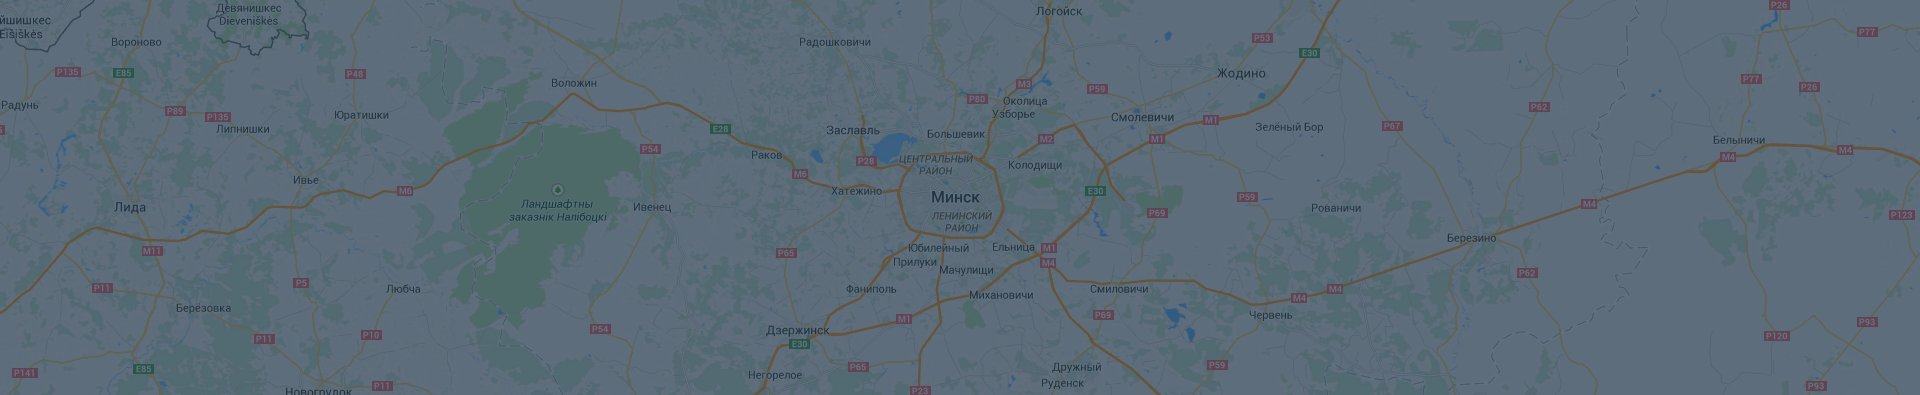 Девянишкес
Dieveniškės
йшишкес
Eišiškės
Логойск
P26
Вороново
Радошковичи
P53
P77
E30
P135
E85
P48
Воложин
M3
P59
Жодино
P77
P26
Радунь
P89
P135
Юратишки
P80
Околица
Узборье
P62
Липнишки
E28
Заславль
Большевик
M2
Смолевичи
M1
Зелёный Бор
P67
M1
Белыничи
M4
P54
Раков
P28
ЦЕНТРАЛЬНЫЙ
РАЙОН
Колодищи
M4
M6
Ивье
M6
Хатежино
E30
Минск
P59
Лида
Ландшафтны
заказнік Налібоцкі
Ивенец
ЛЕНИНСКИЙ
РАЙОН
P69
Рованичи
M4
P123
M11
P65
Юбилейный
Ельница
M1
Березино
Прилуки
Мачулищи
M4
P62
P11
P5
Любча
Фаниполь
Михановичи
Смиловичи
M4
M4
Берёзовка
Дзержинск
M1
P69
Червень
P11
P10
P54
E30
P93
P120
P141
E85
Негорелое
P65
Дружный
P59
Новогрудок
P11
P23
Руденск
P93